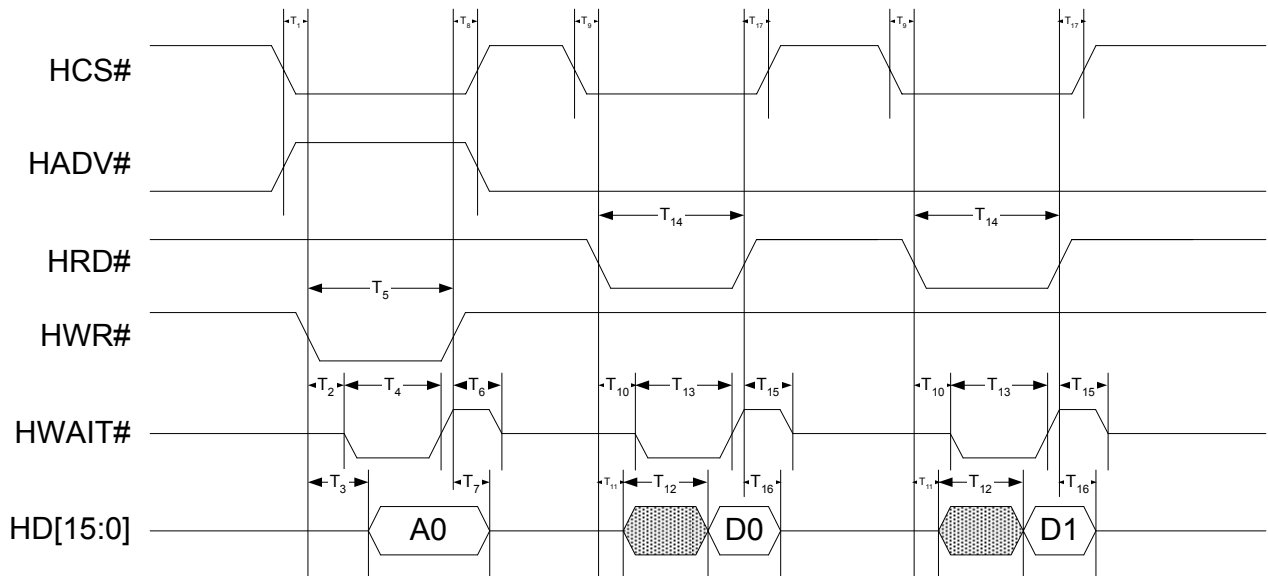 T1 T8 T9 T17 T9 T17
HCS#
HADV#
T14 T14
HRD#
T5
HWR#
T2 T4 T6 T10 T13 T15 T10 T13 T15
HWAIT#
T3 T7 T11 T12 T16 T11 T12 T16
HD[15:0] A0 D0 D1